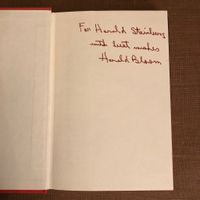 For Harold Steinberg
with best wishes
Harold Bloom